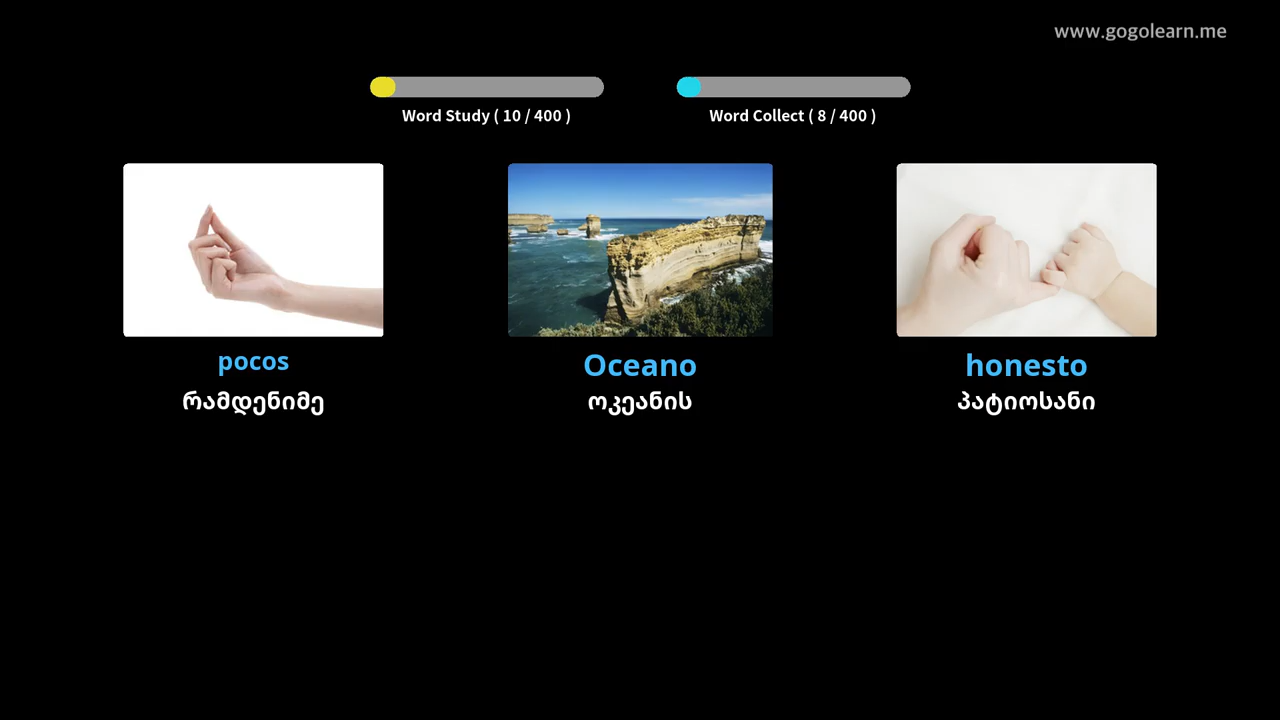 www.gogolearn.me
Word Study ( 10 / 400 )
Word Collect ( 8 / 400 )
pocos
Oceano
honesto
რამდენიმე
ოკეანის
პატიოსანი